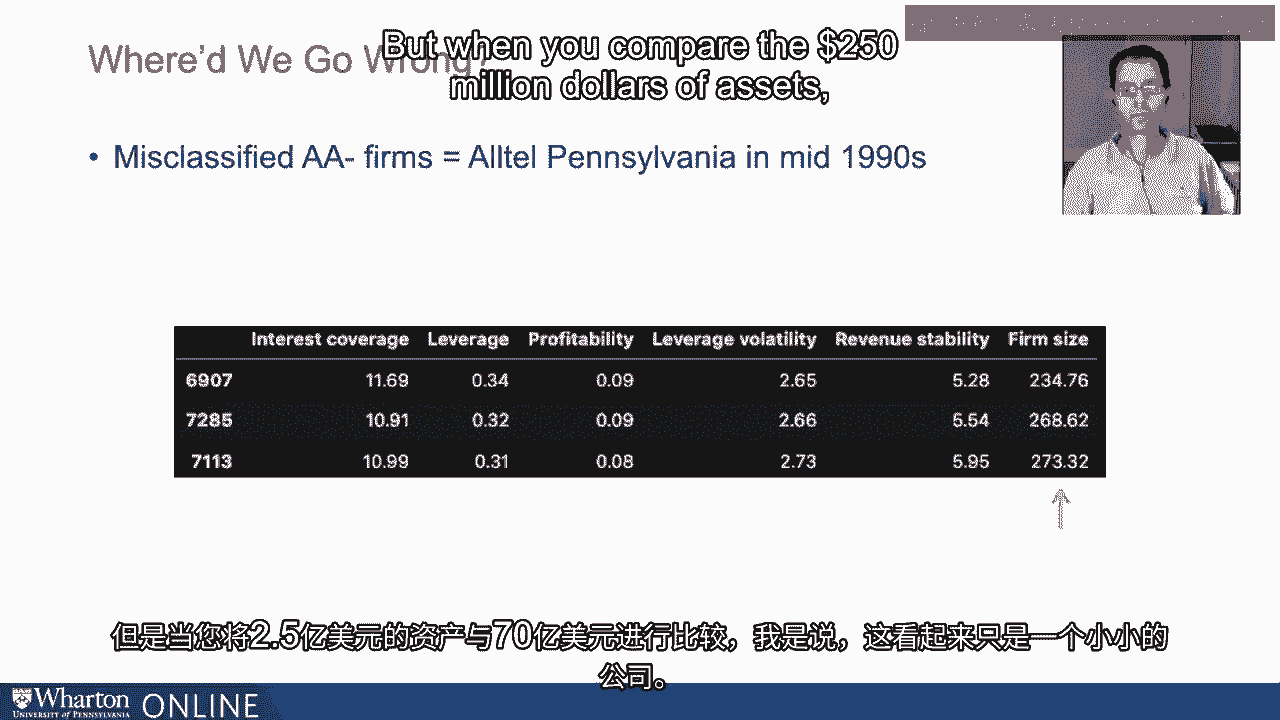 But when you compare the $250
million dollars of assets,
Where'd We Go Wrong?
• Misclassified AA- firms = Alltel Pennsylvania in mid 1990s
Interest coverage Leverage Profitability Leverage volatility Revenue stability Firm size
6907 11.69 0.34 0.09 2.65 5.28 234.76
7285 10.91 0.32 0.09 2.66 5.54 268.62
7113 10.99 0.31 0.08 2.73 5.95 273.32
但是当您将2.5亿美元的资产与70亿美元进行比较，我是说，这看起来只是一个小小的
公司。
Wharton ONLINE
UNIVERSITY of PENNSYLVANIA